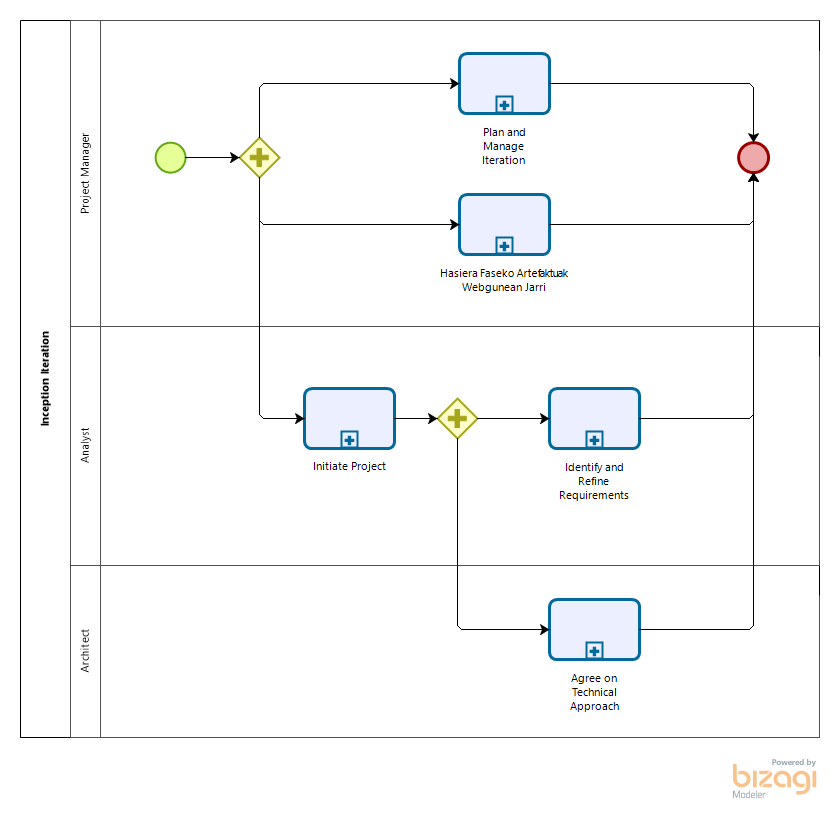 Inception Iteration
Project Manager
Plan and
Manage
Iteration
Hasiera Faseko Artefaktuak
Webgunean Jarri
Analyst
Initiate Project
Identify and
Refine
Requirements
Architect
Agree on
Technical
Approach
Powered by
bizagi
Modeler